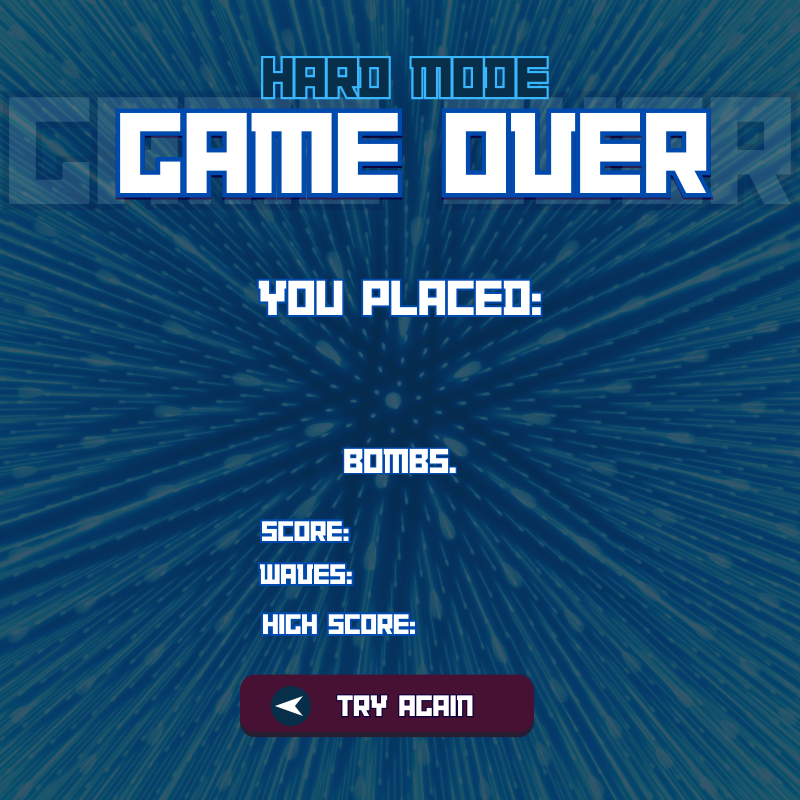 HARD MODE
GAME OVER
YOU PLACED:
BOMBS.
SCORE:
WAVES:
HIGH SCORE:
TRY AGAIN